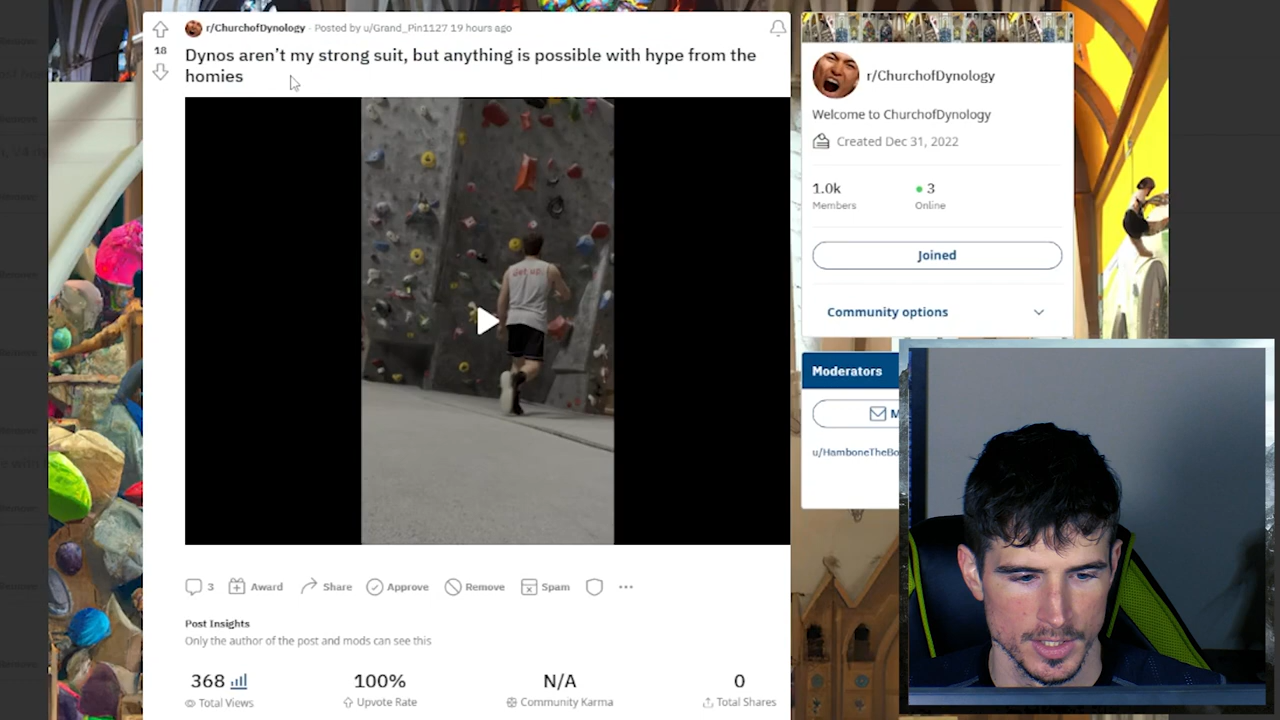 r/ChurchofDynology · Posted by u/Grand_Pin1127 19 hours ago
18
Dynos aren't my strong suit, but anything is possible with hype from the
homies
Get up.
3 Award Share Approve Remove Spam
Post Insights
Only the author of the post and mods can see this
368 100% N/A 0
Total Views Upvote Rate Community Karma Total Shares
r/ChurchofDynology
Welcome to ChurchofDynology
Created Dec 31, 2022
1.0k 3
Members Online
Joined
Community options
Moderators
M
u/HamboneTheBo